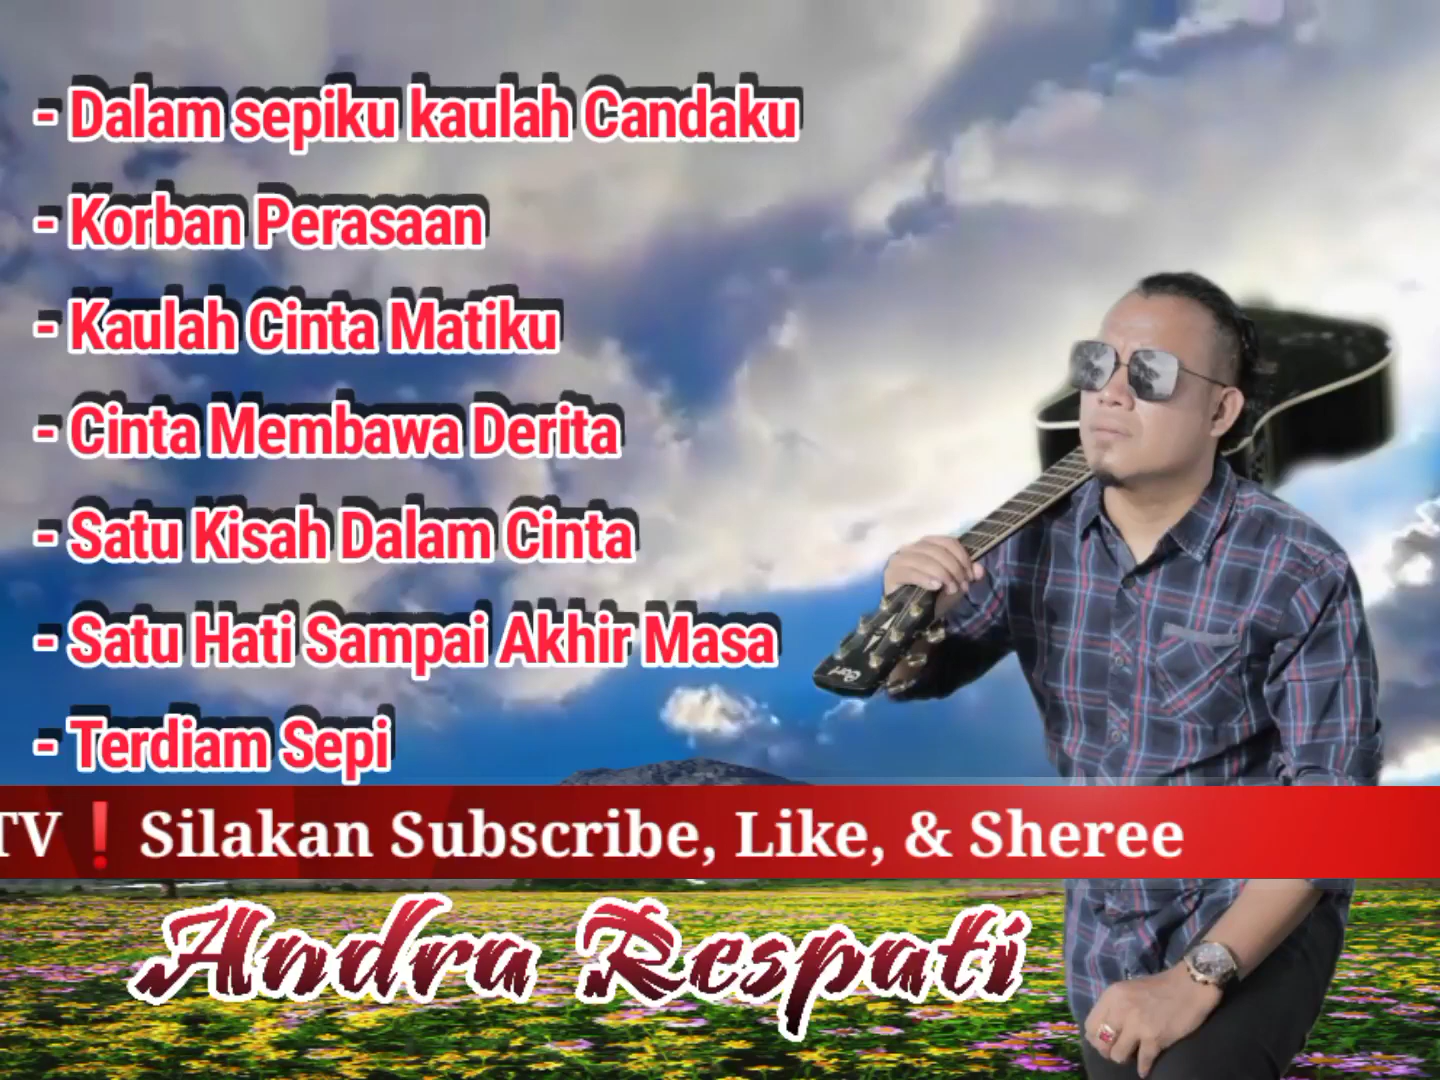 - Dalam sepiku kaulah Candaku
- Korban Perasaan
- Kaulah Cinta Matiku
- Cinta Membawa Derita
- Satu Kisah Dalam Cinta
- Satu Hati Sampai Akhir Masa
- Terdiam Sepi
TV❗Silakan Subscribe, Like, & Sheree
Andra Respati
Cort